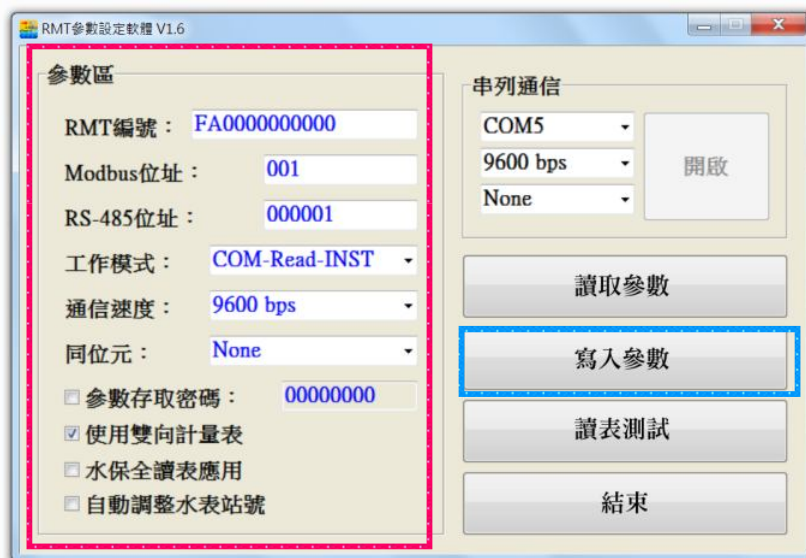 RMT參數設定軟體 V1.6
參數區
RMT編號： FA0000000000
Modbus位址： 001
RS-485位址： 000001
工作模式： COM-Read-INST
通信速度： 9600 bps
同位元： None
參數存取密碼： 00000000
使用雙向計量表
水保全讀表應用
自動調整水表站號
串列通信
COM5
9600 bps
None
開啟
讀取參數
寫入參數
讀表測試
結束